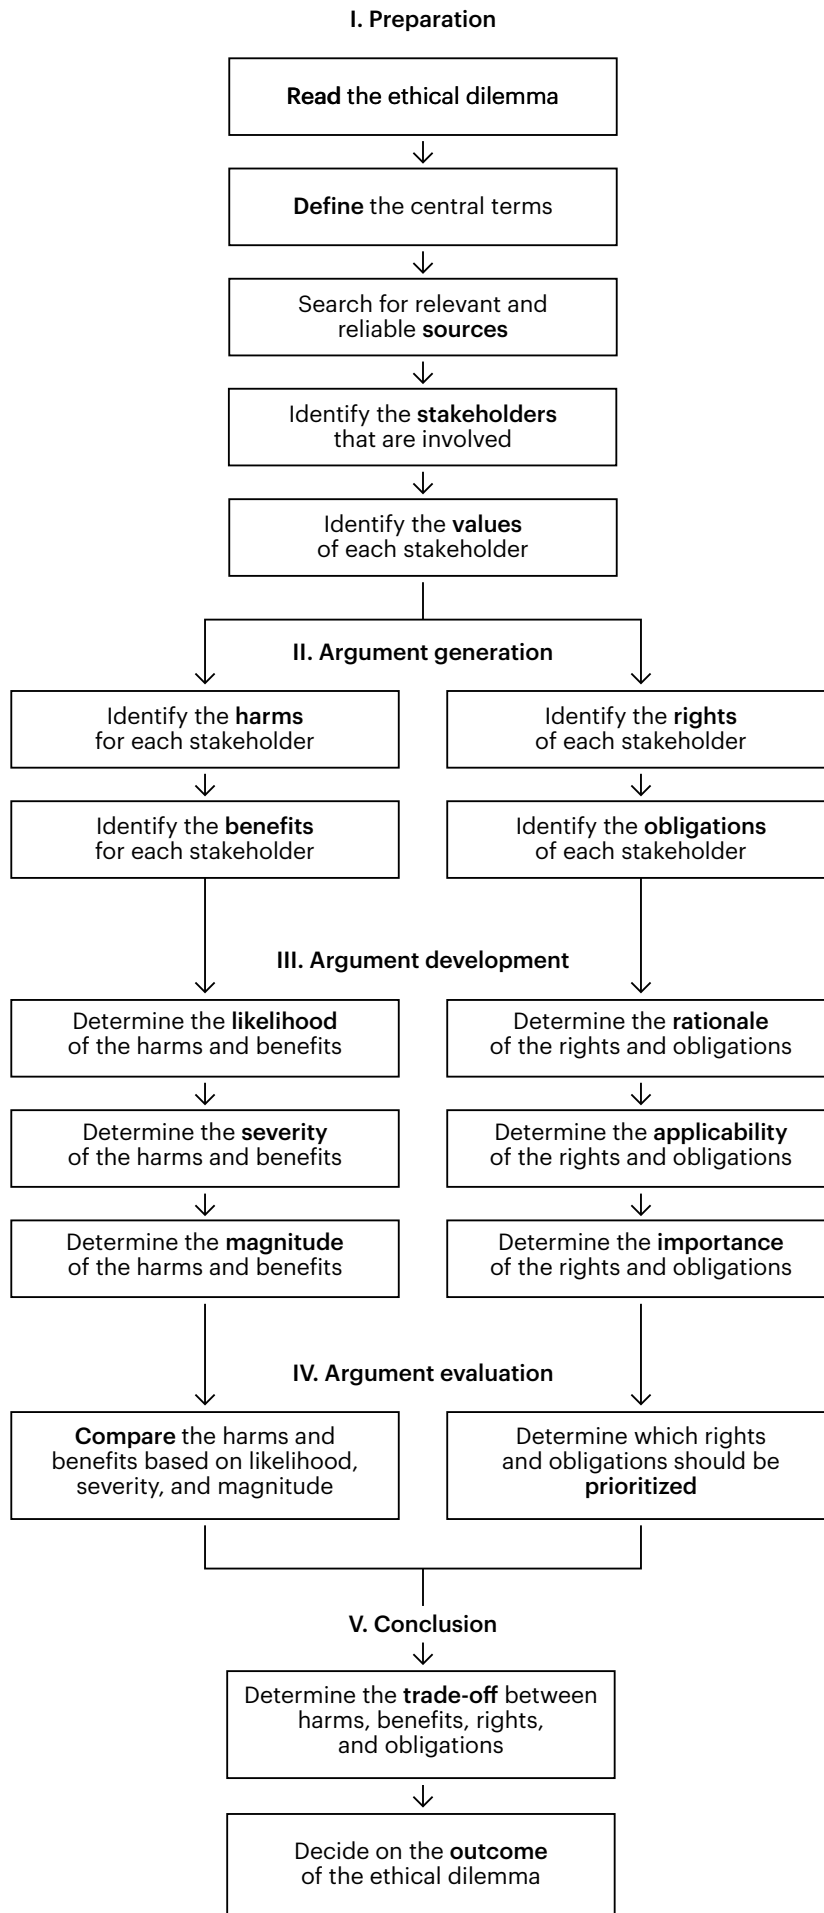 I. Preparation
Read the ethical dilemma
Define the central terms
Search for relevant and
reliable sources
Identify the stakeholders
that are involved
Identify the values
of each stakeholder
II. Argument generation
Identify the harms
for each stakeholder
Identify the rights
of each stakeholder
Identify the benefits
for each stakeholder
Identify the obligations
of each stakeholder
III. Argument development
Determine the likelihood
of the harms and benefits
Determine the rationale
of the rights and obligations
Determine the severity
of the harms and benefits
Determine the applicability
of the rights and obligations
Determine the magnitude
of the harms and benefits
Determine the importance
of the rights and obligations
IV. Argument evaluation
Compare the harms and
benefits based on likelihood,
severity, and magnitude
Determine which rights
and obligations should be
prioritized
V. Conclusion
Determine the trade-off between
harms, benefits, rights,
and obligations
Decide on the outcome
of the ethical dilemma